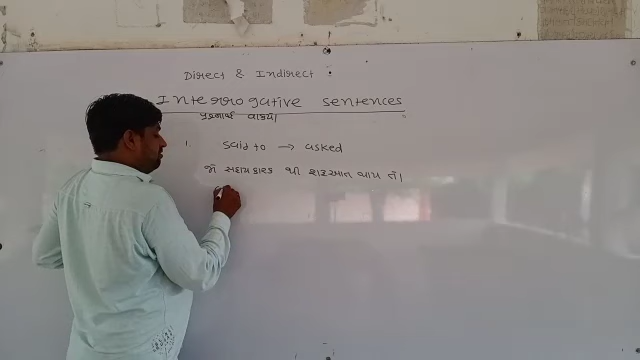 Direct & Indirect :
Interrogative sentences
પ્રશ્નાર્થ વાક્યો
said to → asked
જો સહાયકારક થી શરૂઆત થાય તો